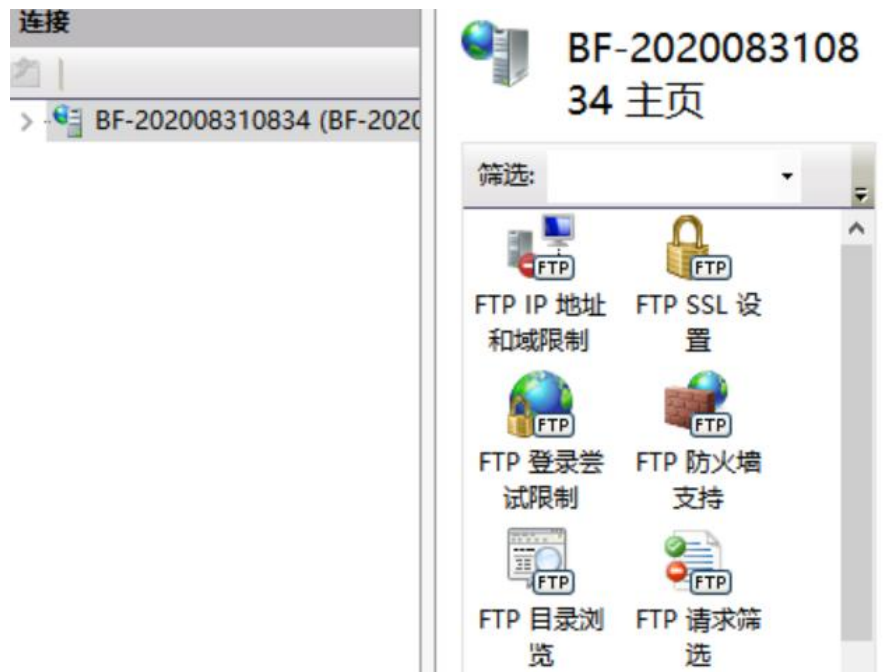 连接
BF-202008310834 (BF-2020
BF-2020083108
34 主页
筛选:
FTP
FTP
FTP IP 地址
和域限制
FTP SSL 设
置
FTP
FTP
FTP 登录尝
试限制
FTP 防火墙
支持
FTP
FTP
FTP 目录浏
览
FTP 请求筛
选